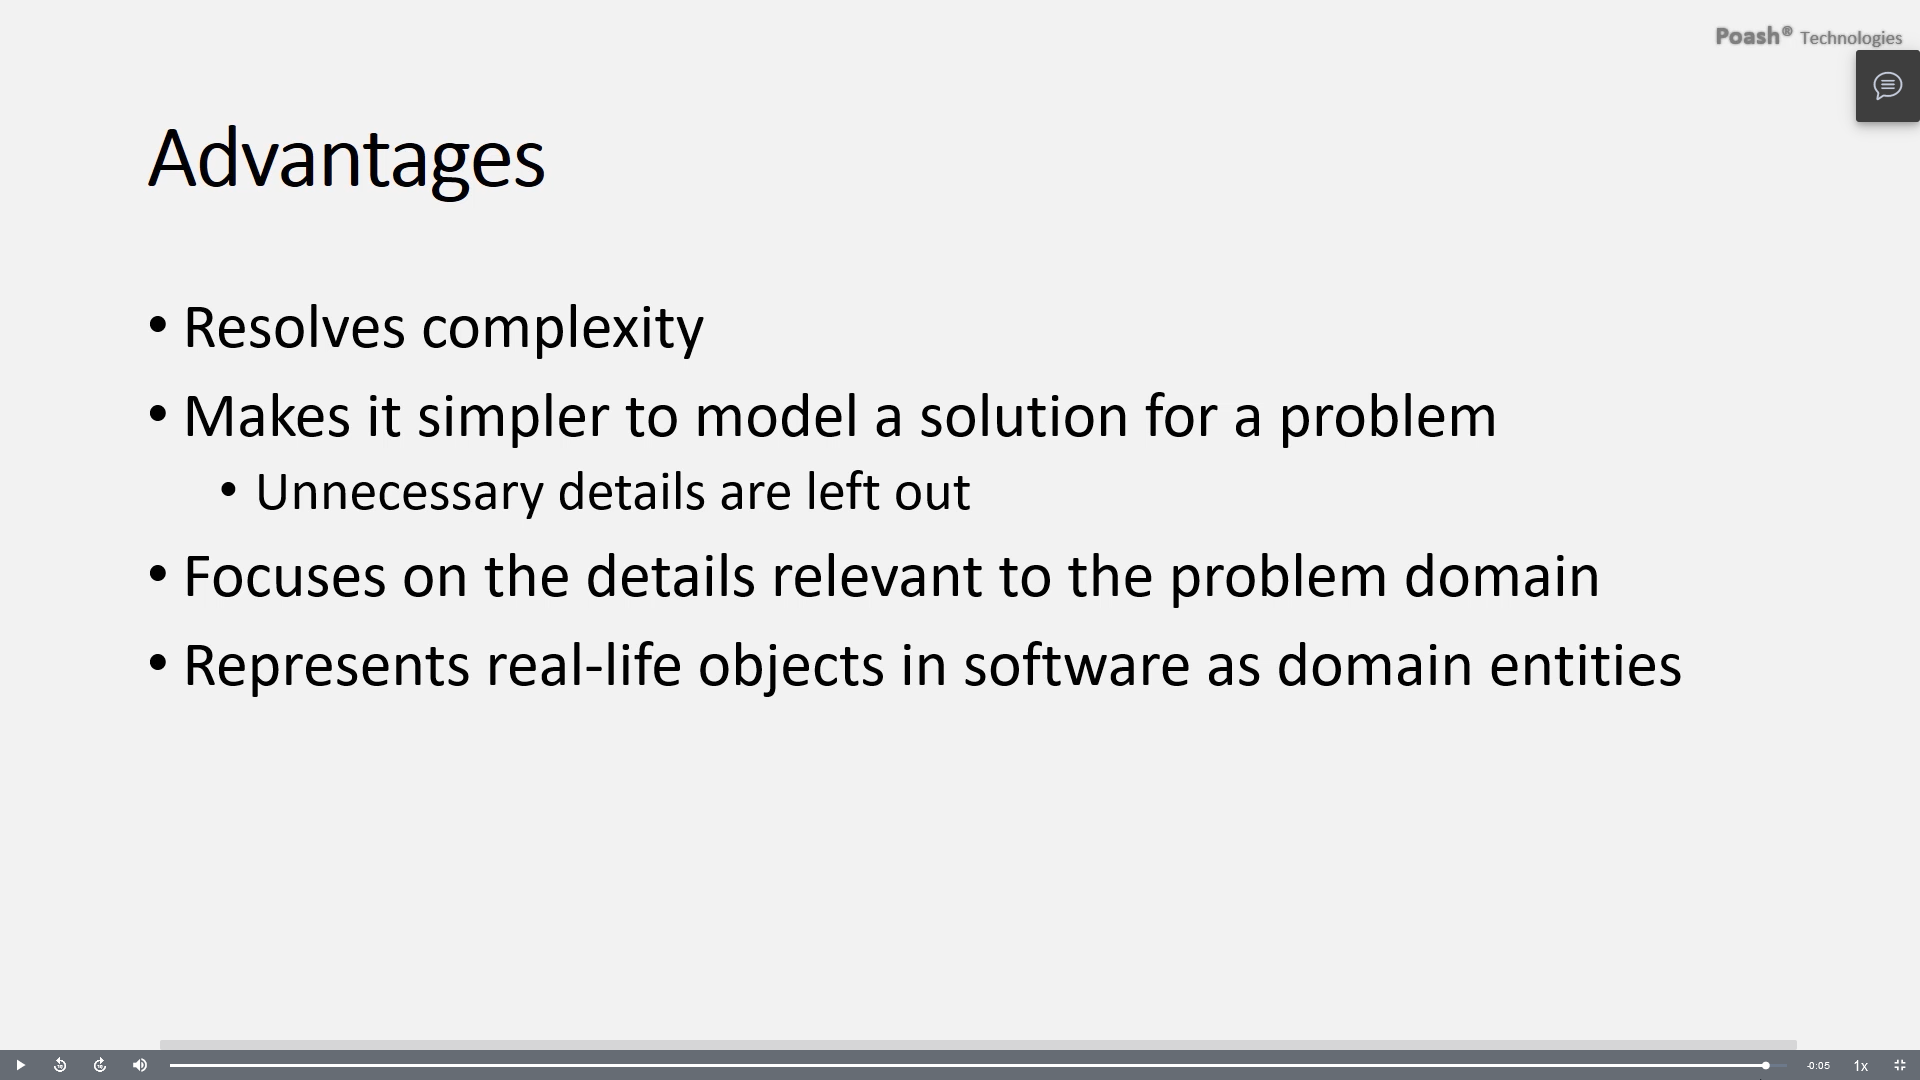 Poash® Technologies
Advantages
• Resolves complexity
• Makes it simpler to model a solution for a problem
• Unnecessary details are left out
• Focuses on the details relevant to the problem domain
• Represents real-life objects in software as domain entities
-0:05 1x